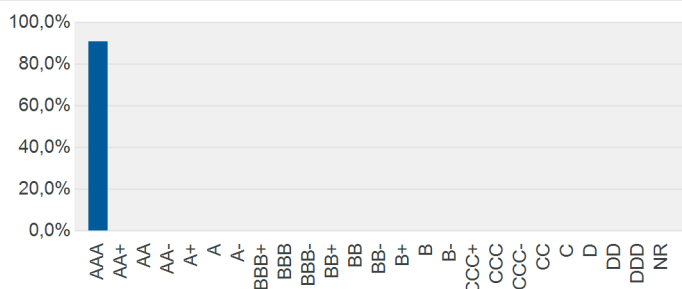 100,0%
80,0%
60,0%
40,0%
20,0%
0,0%
AAA
AA+
AA
AA-
A+
A
A-
BBB+
BBB
BBB-
BB+
BB
BB-
B+
B
B-
CCC+
CCC
CCC-
CC
C
D
DD
DDD
NR